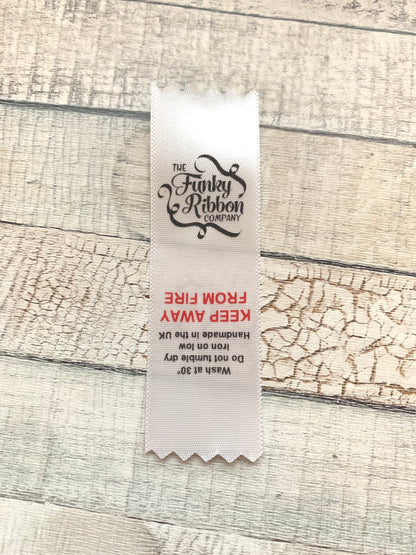 THE
Funky
Ribbon
COMPANY
Wash at 30°
Do not tumble dry
Iron on low
Handmade in the UK
KEEP AWAY
FROM FIRE